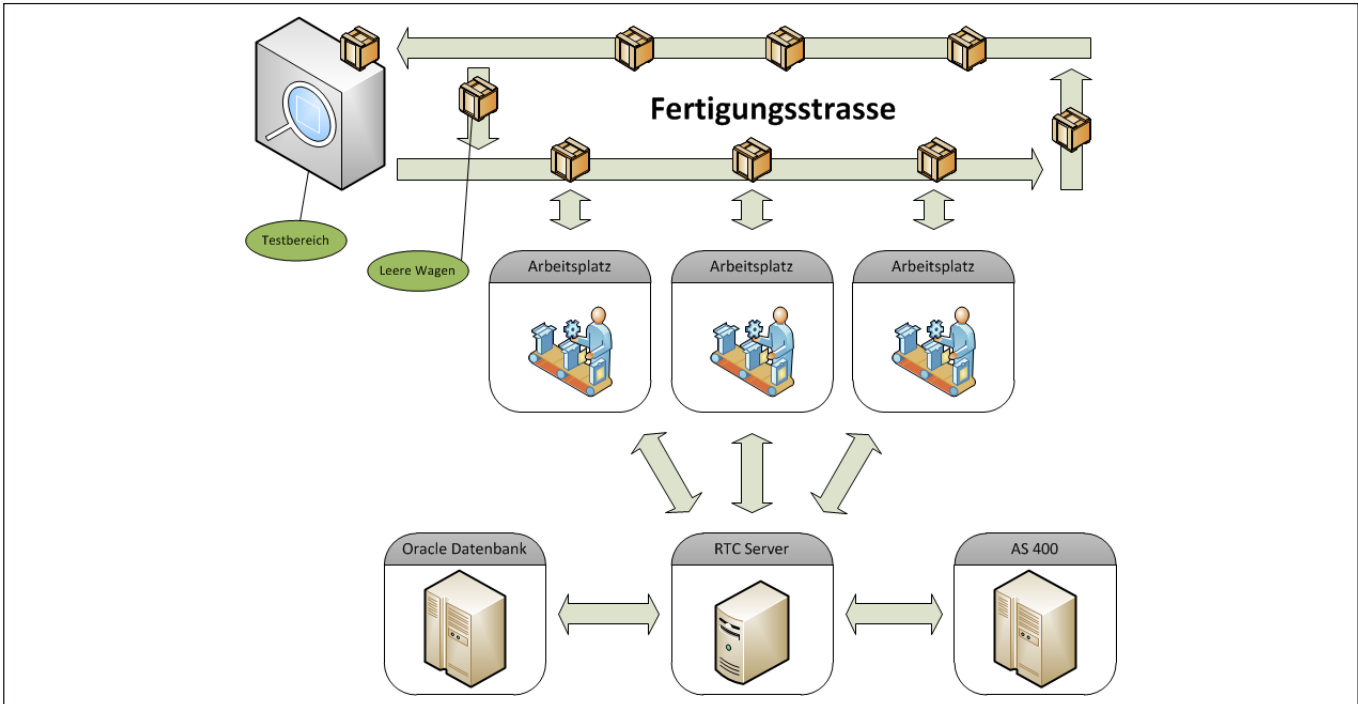 Fertigungsstrasse
Testbereich
Leere Wagen
Arbeitsplatz
Arbeitsplatz
Arbeitsplatz
Oracle Datenbank
RTC Server
AS 400